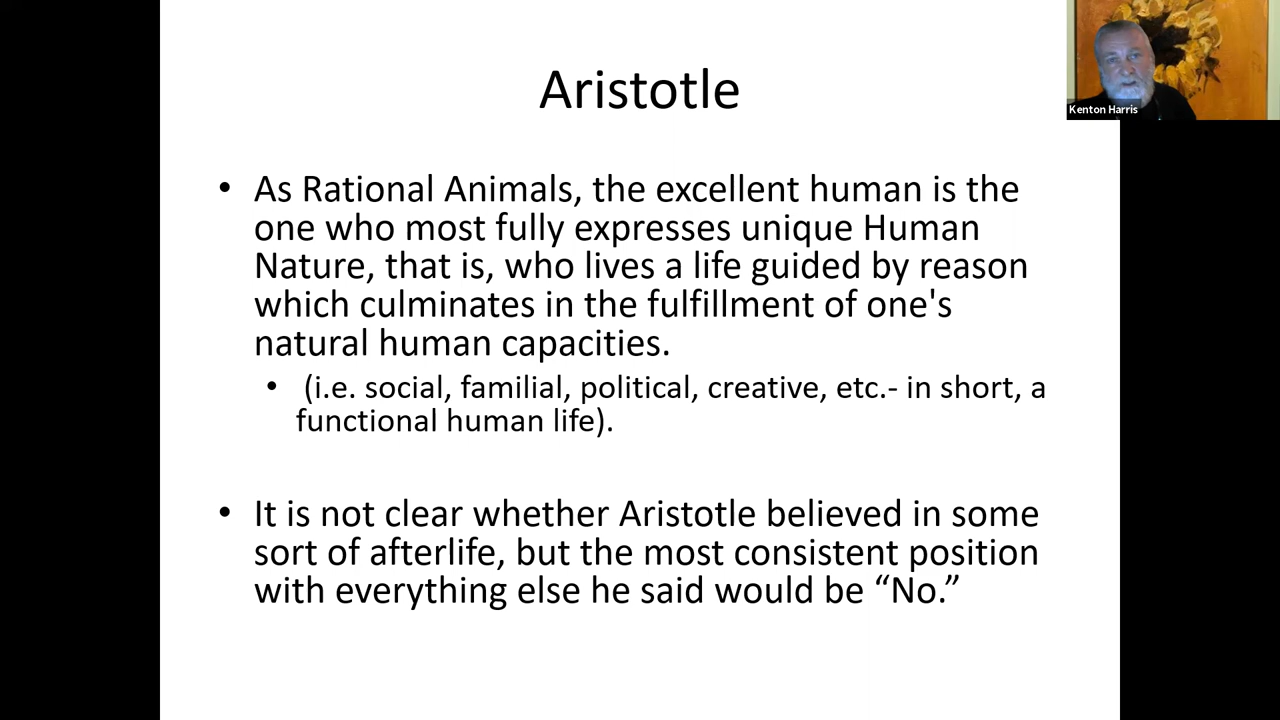 Aristotle
Kenton Harris
• As Rational Animals, the excellent human is the
one who most fully expresses unique Human
Nature, that is, who lives a life guided by reason
which culminates in the fulfillment of one's
natural human capacities.
• (i.e. social, familial, political, creative, etc.- in short, a
functional human life).
• It is not clear whether Aristotle believed in some
sort of afterlife, but the most consistent position
with everything else he said would be “No.”